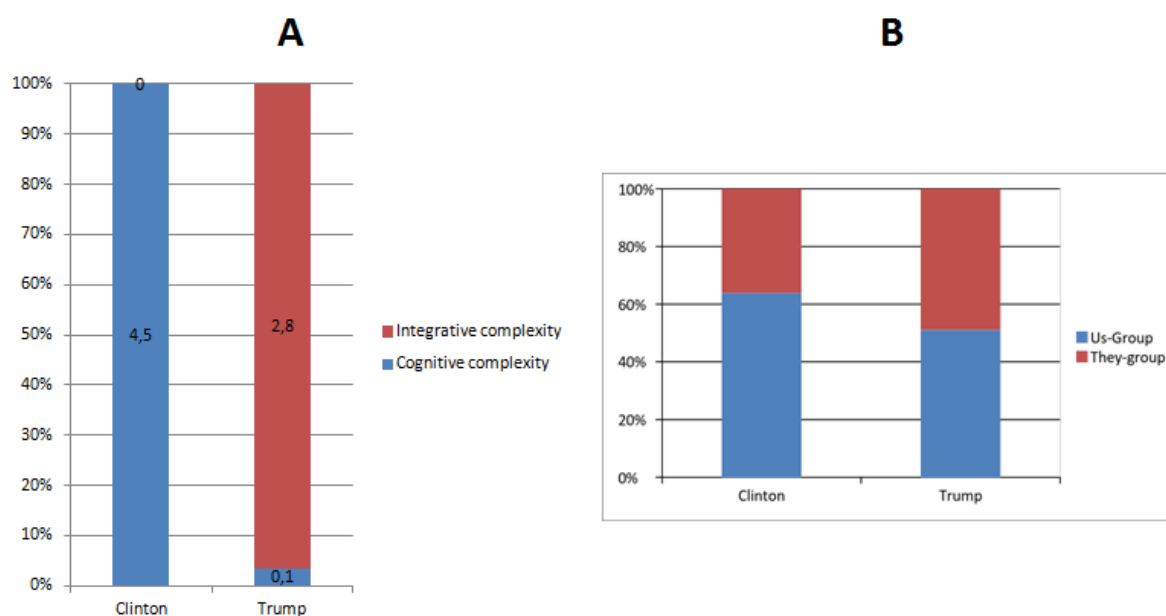 A
B
100%
90%
80%
70%
60%
50%
40%
30%
20%
10%
0%
0
4,5
2,8
0,1
Clinton Trump
Integrative complexity
Cognitive complexity
100%
80%
60%
40%
20%
0%
Clinton Trump
Us-Group
They-group